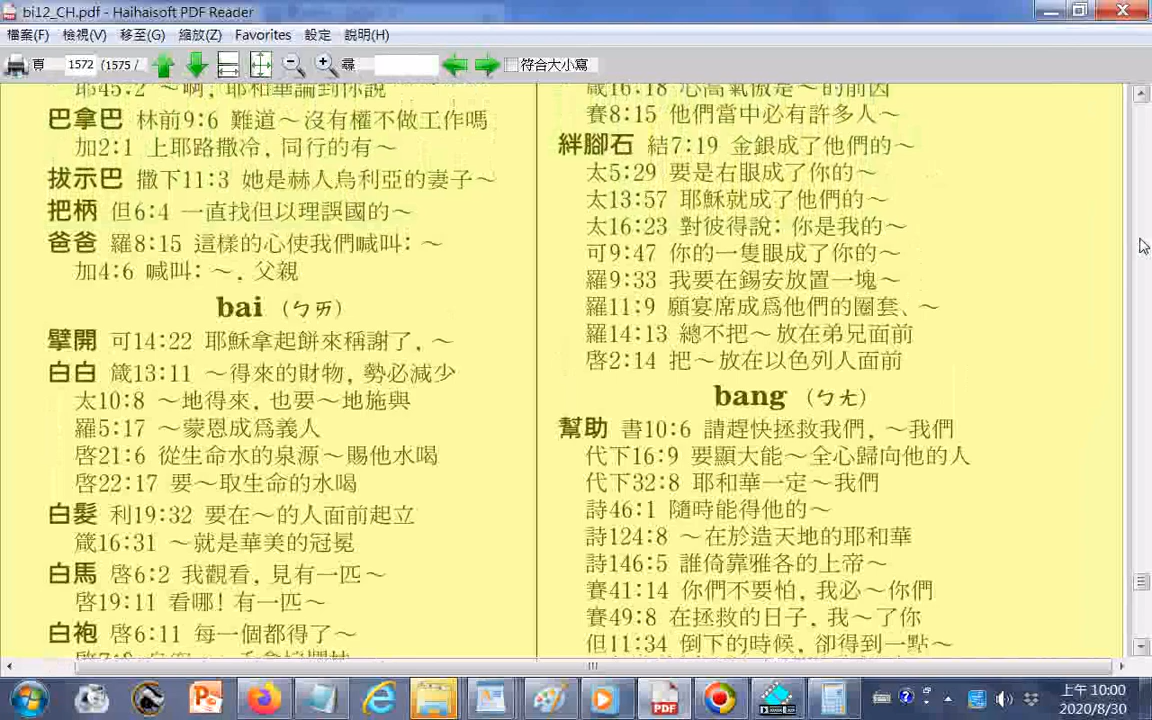 bi12_CH.pdf - Haihaisoft PDF Reader
檔案(F) 檢視(V) 移至(G) 縮放(Z) Favorites 設定 說明(H)
頁 1572 (1575 / 尋 符合大小寫
耶45:2 ～啊, 耶和華論到你說
巴拿巴 林前9:6 難道～沒有權不做工作嗎
加2:1 上耶路撒冷, 同行的有～
拔示巴 撒下11:3 她是赫人烏利亞的妻子～
把柄 但6:4 一直找但以理誤國的～
爸爸 羅8:15 這樣的心使我們喊叫: ～
加4:6 喊叫: ～, 父親
bai (ㄅㄞ)
擘開 可14:22 耶穌拿起餅來稱謝了, ～
白白 箴13:11 ～得來的財物, 勢必減少
太10:8 ～地得來, 也要～地施與
羅5:17 ～蒙恩成爲義人
啓21:6 從生命水的泉源～賜他水喝
啓22:17 要～取生命的水喝
白髮 利19:32 要在～的人面前起立
箴16:31 ～就是華美的冠冕
白馬 啓6:2 我觀看, 見有一匹～
啓19:11 看哪! 有一匹～
白袍 啓6:11 每一個都得了～
箴16:18 心高氣傲是～的前因
賽8:15 他們當中必有許多人～
絆腳石 結7:19 金銀成了他們的～
太5:29 要是右眼成了你的～
太13:57 耶穌就成了他們的～
太16:23 對彼得說: 你是我的～
可9:47 你的一隻眼成了你的～
羅9:33 我要在錫安放置一塊～
羅11:9 願宴席成爲他們的圈套、～
羅14:13 總不把～放在弟兄面前
啓2:14 把～放在以色列人面前
bang (ㄅㄤ)
幫助 書10:6 請趕快拯救我們, ～我們
代下16:9 要顯大能～全心歸向他的人
代下32:8 耶和華一定～我們
詩46:1 隨時能得他的～
詩124:8 ～在於造天地的耶和華
詩146:5 誰倚靠雅各的上帝～
賽41:14 你們不要怕, 我必～你們
賽49:8 在拯救的日子, 我～了你
但11:34 倒下的時候, 卻得到一點～
上午 10:00
2020/8/30